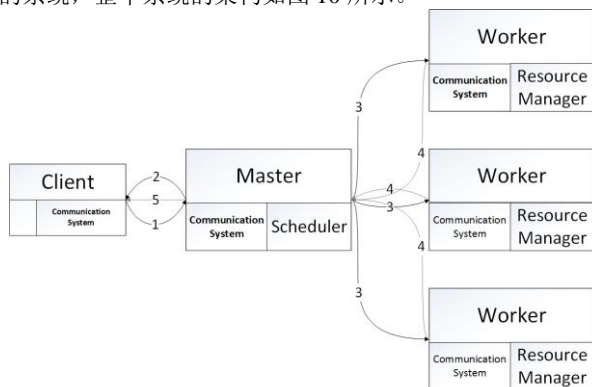 的系统，整个系统的架构如图 所示。
Worker
Communication System
Resource Manager
3
4
Client
Communication System
2
5
1
Master
Communication System
Scheduler
4
3
Worker
Communication System
Resource Manager
4
3
Worker
Communication System
Resource Manager